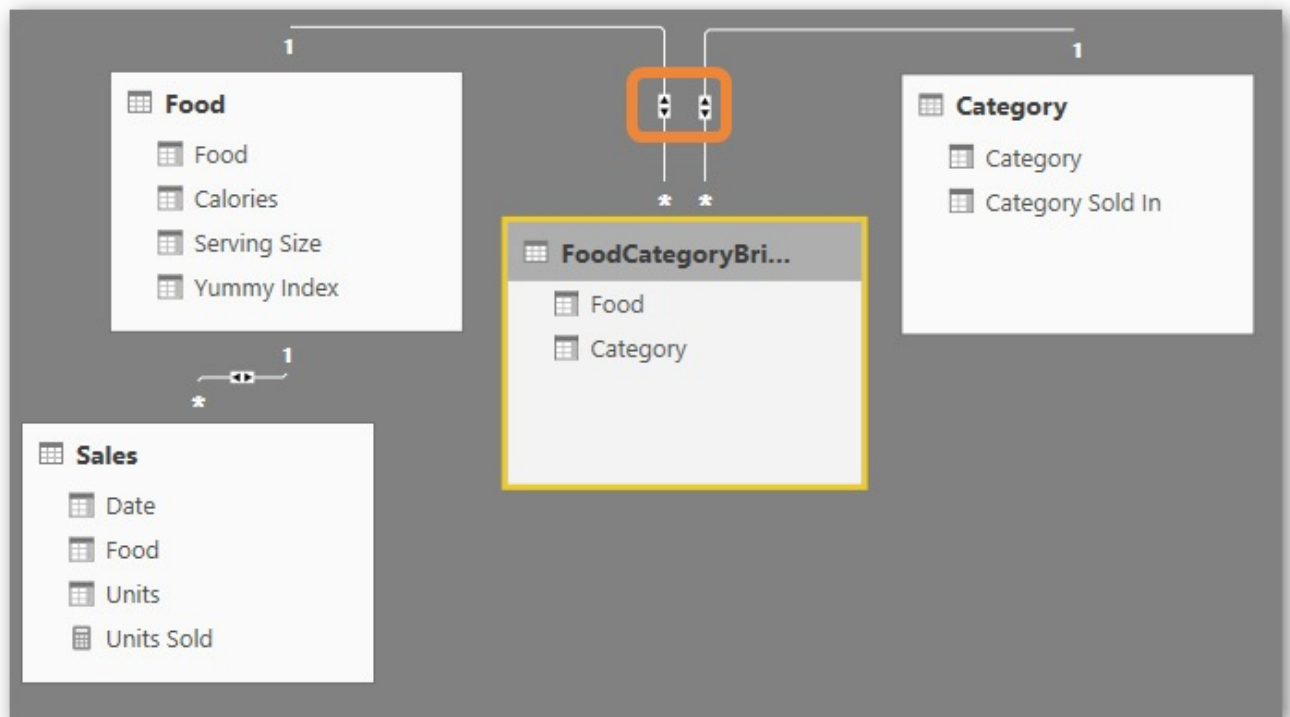 1
1
Food
Food
Calories
Serving Size
Yummy Index
Category
Category
Category Sold In
* *
FoodCategoryBri...
Food
Category
1
*
Sales
Date
Food
Units
Units Sold